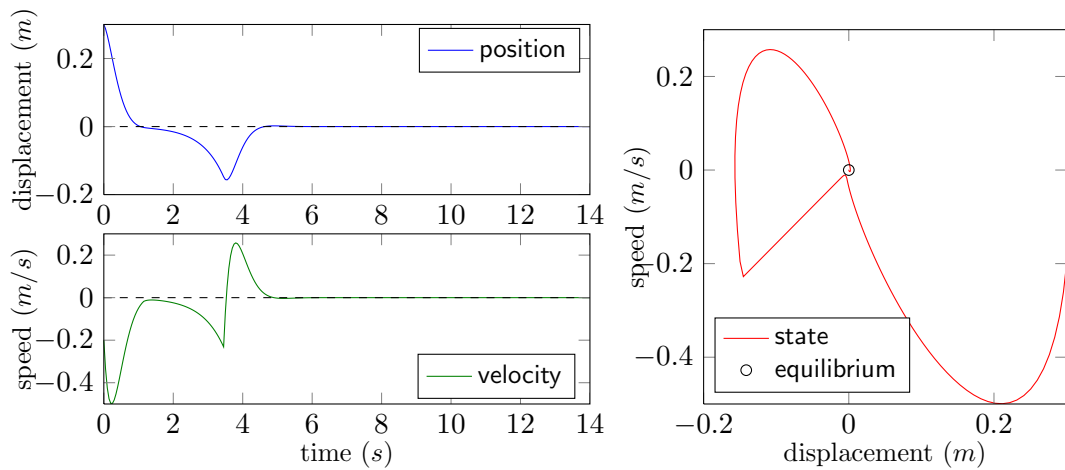 displacement (m)
0.2
0
−0.2
position
0 2 4 6 8 10 12 14
speed (m/s)
0.2
0
−0.2
−0.4
velocity
0 2 4 6 8 10 12 14
time (s)
speed (m/s)
0.2
0
−0.2
−0.4
state
equilibrium
−0.2 0 0.2
displacement (m)